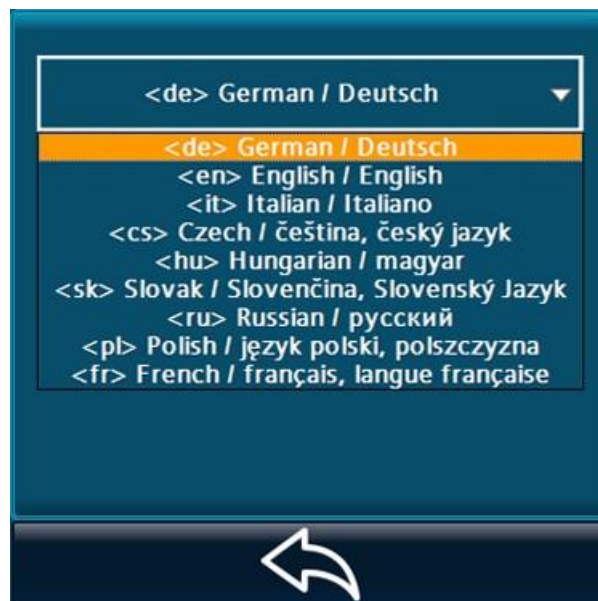 <de> German / Deutsch
<de> German / Deutsch
<en> English / English
<it> Italian / Italiano
<cs> Czech / čeština, český jazyk
<hu> Hungarian / magyar
<sk> Slovak / Slovenčina, Slovenský Jazyk
<ru> Russian / русский
<pl> Polish / język polski, polszczyzna
<fr> French / français, langue française